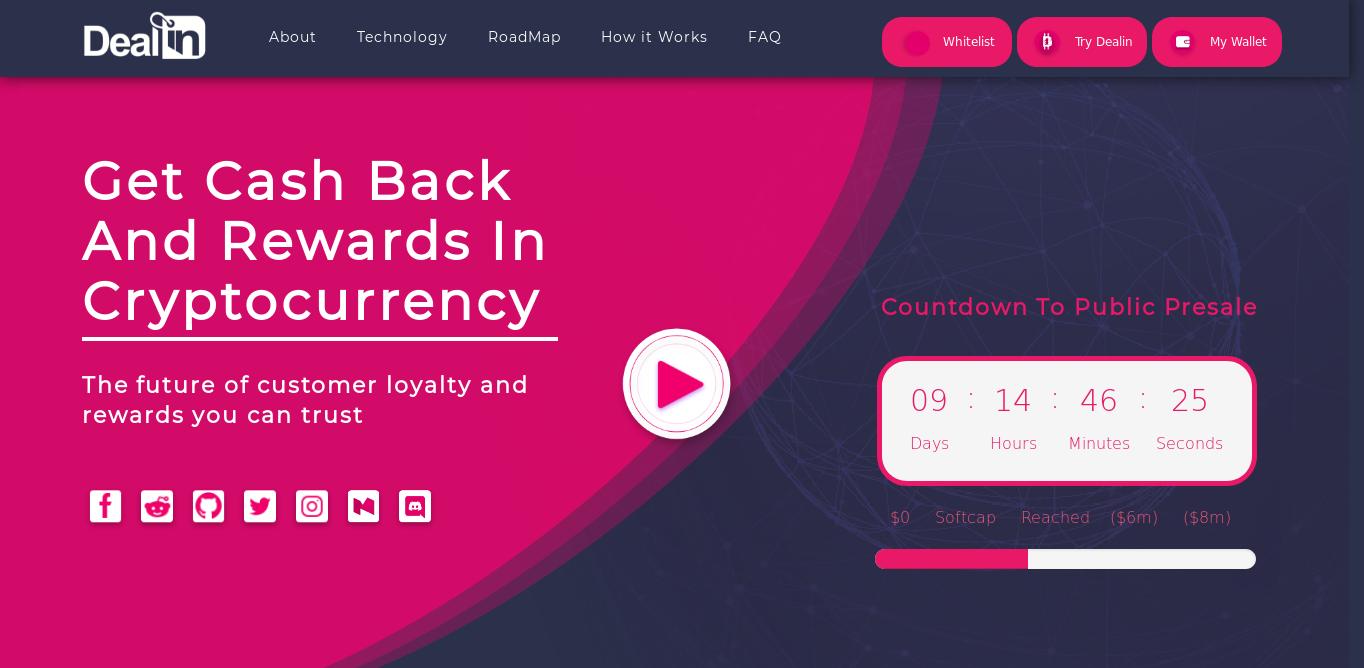 Dealin
About Technology RoadMap How it Works FAQ
Whitelist Try Dealin My Wallet
Get Cash Back
And Rewards In
Cryptocurrency
The future of customer loyalty and
rewards you can trust
Countdown To Public Presale
09 : 14 : 46 : 25
Days Hours Minutes Seconds
$0 Softcap Reached ($6m) ($8m)